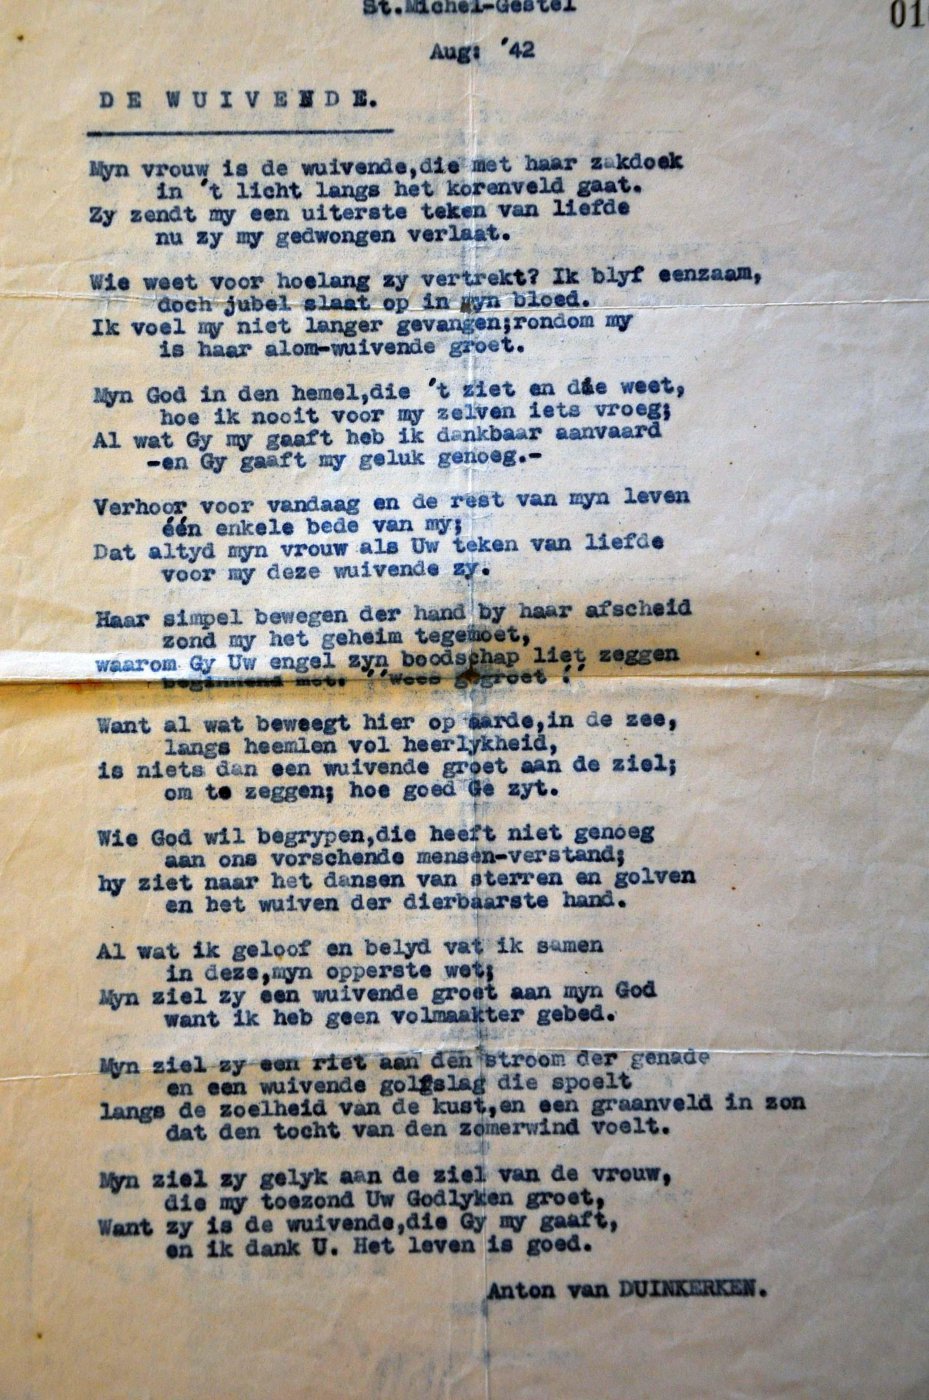 St.Michel-Gestel
01
Aug: '42
D E W U I V E N D E.
Myn vrouw is de wuivende,die met haar zakdoek
in 't licht langs het korenveld gaat.
Zy zendt my een uiterste teken van liefde
nu zy my gedwongen verlaat.
Wie weet voor hoelang zy vertrekt? Ik blyf eenzaam,
doch jubel slaat op in myn bloed.
Ik voel my niet langer gevangen;rondom my
is haar alom-wuivende groet.
Myn God in den hemel,die 't ziet en die weet,
hoe ik nooit voor my zelven iets vroeg;
Al wat Gy my gaaft heb ik dankbaar aanvaard
-en Gy gaaft my geluk genoeg.-
Verhoor voor vandaag en de rest van myn leven
één enkele bede van my;
Dat altyd myn vrouw als Uw teken van liefde
voor my deze wuivende zy.
Haar simpel bewegen der hand by haar afscheid
zond my het geheim tegemoet,
waarom Gy Uw engel zyn boodschap liet zeggen
beginnend met: ''Wees gegroet !''
Want al wat beweegt hier op aarde,in de zee,
langs heemlen vol heerlykheid,
is niets dan een wuivende groet aan de ziel;
om te zeggen; hoe goed Ge zyt.
Wie God wil begrypen,die heeft niet genoeg
aan ons vorschende mensen-verstand;
hy ziet naar het dansen van sterren en golven
en het wuiven der dierbaarste hand.
Al wat ik geloof en belyd vat ik samen
in deze,myn opperste wet;
Myn ziel zy een wuivende groet aan myn God
want ik heb geen volmaakter gebed.
Myn ziel zy een riet aan den stroom der genade
en een wuivende golfslag die spoelt
langs de zoelheid van de kust,en een graanveld in zon
dat den tocht van den zomerwind voelt.
Myn ziel zy gelyk aan de ziel van de vrouw,
die my toezond Uw Godlyken groet,
Want zy is de wuivende,die Gy my gaaft,
en ik dank U. Het leven is goed.
Anton van DUINKERKEN.